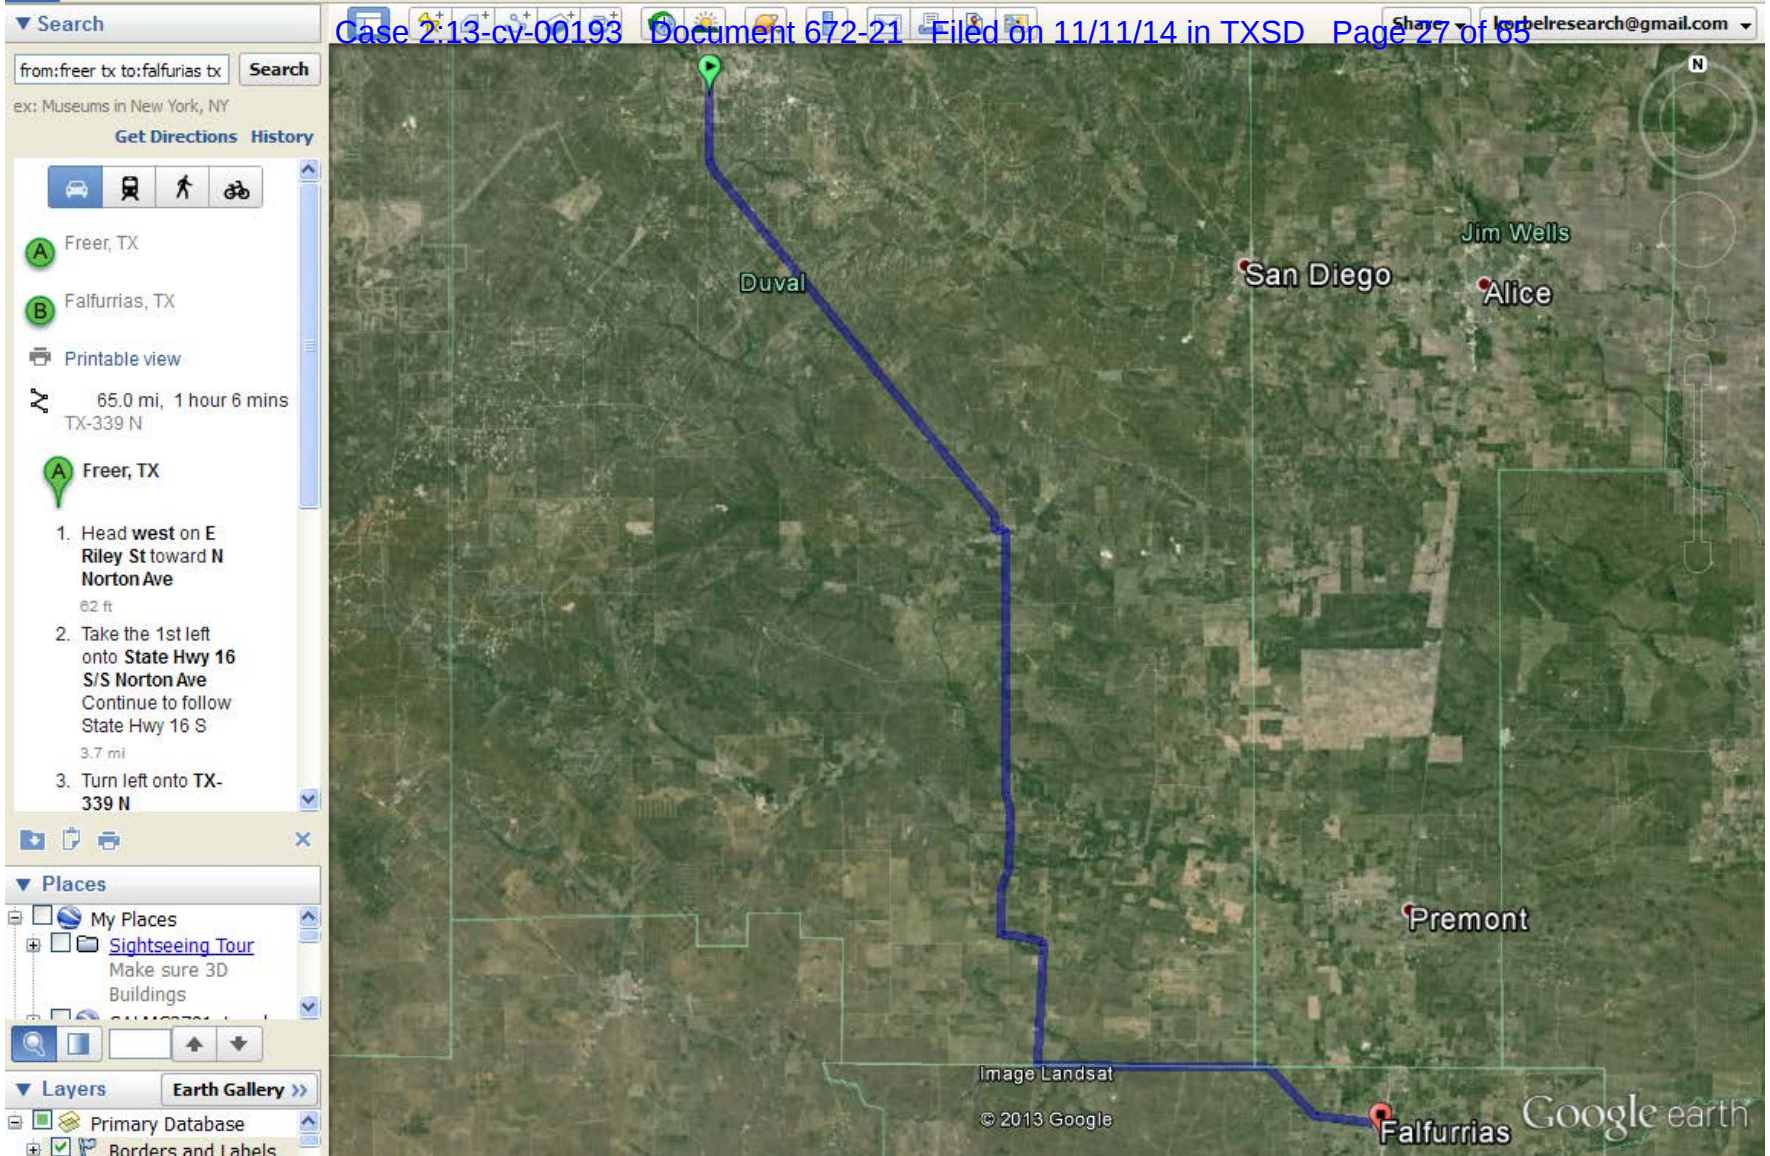 Case 2:13-cv-00193 Document 672-21 Filed on 11/11/14 in TXSD Page 27 of 65
Search
Share
korbelresearch@gmail.com
from:freer tx to:falfurias tx
Search
ex: Museums in New York, NY
Get Directions History
A
Freer, TX
B
Falfurrias, TX
Printable view
65.0 mi, 1 hour 6 mins
TX-339 N
A
Freer, TX
1. Head west on E
Riley St toward N
Norton Ave
62 ft
2. Take the 1st left
onto State Hwy 16
S/S Norton Ave
Continue to follow
State Hwy 16 S
3.7 mi
3. Turn left onto TX-
339 N
Places
My Places
Sightseeing Tour
Make sure 3D
Buildings
Layers
Earth Gallery >>
Primary Database
Borders and Labels
N
Jim Wells
San Diego
Alice
Duval
Premont
Image Landsat
© 2013 Google
Falfurrias
Google earth